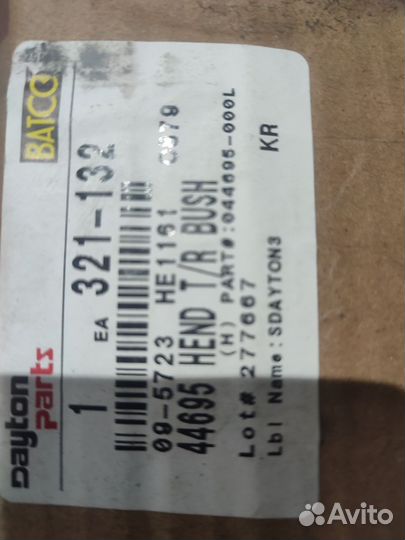 Dayton
parts
BATCO
1 EA 321-132
09-5723 HE1161 0379
44695 HEND T/R BUSH
(H) PART#:044695-000L
Lot# 277667 KR
Lbl Name:SDAYTON3
Avito